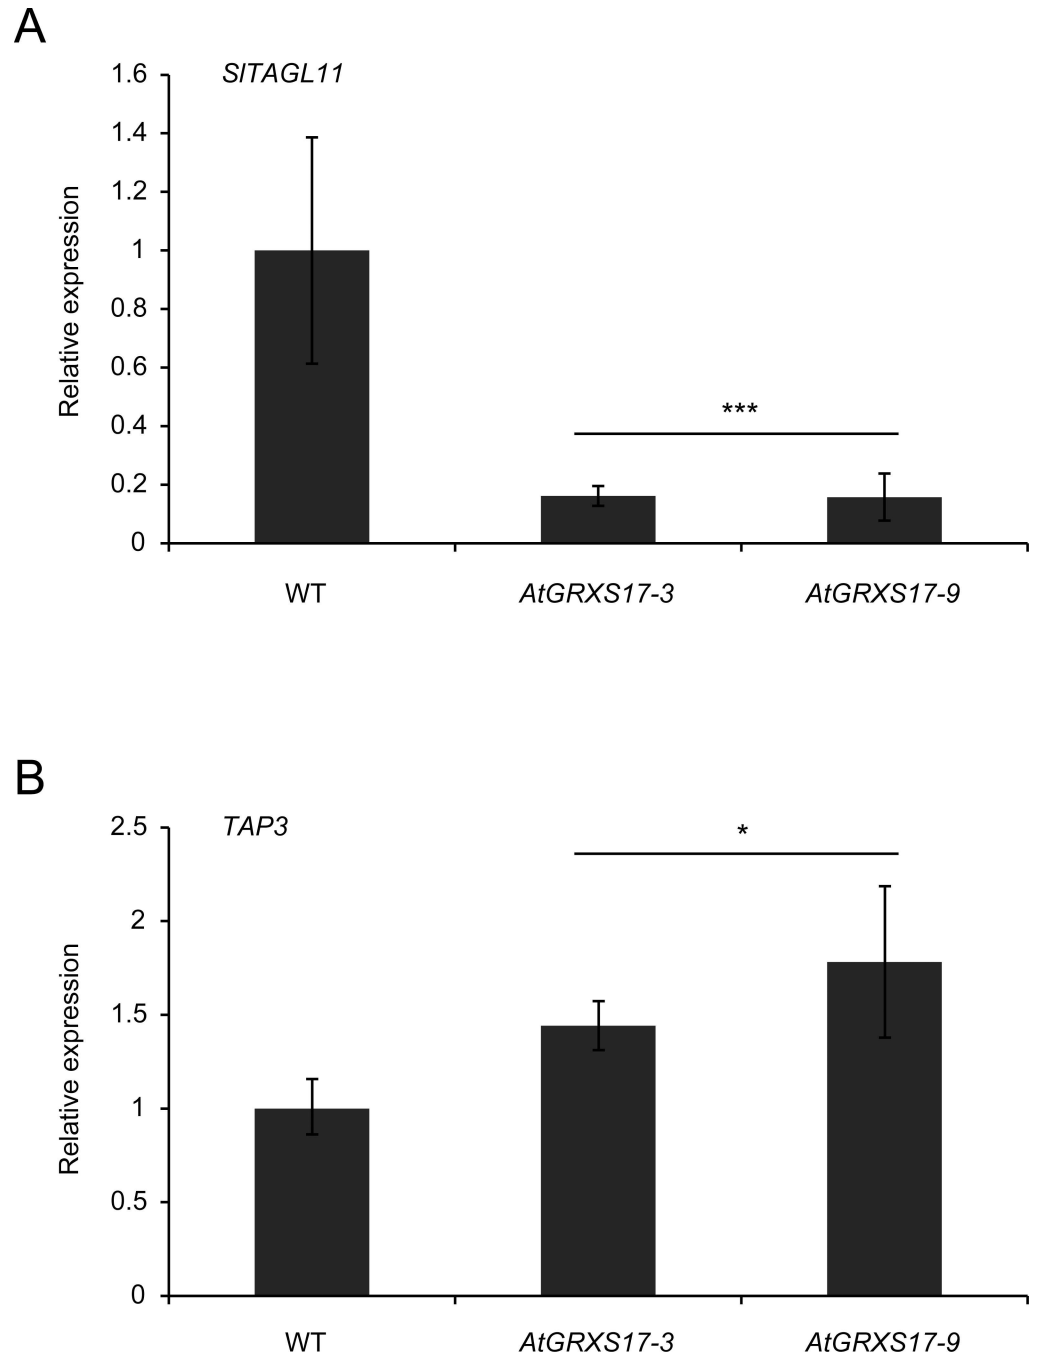 A
SlTAGL11
1.6
1.4
1.2
1
0.8
0.6
0.4
0.2
0
Relative expression
***
WT AtGRXS17-3 AtGRXS17-9
B
TAP3
2.5
2
1.5
1
0.5
0
Relative expression
*
WT AtGRXS17-3 AtGRXS17-9